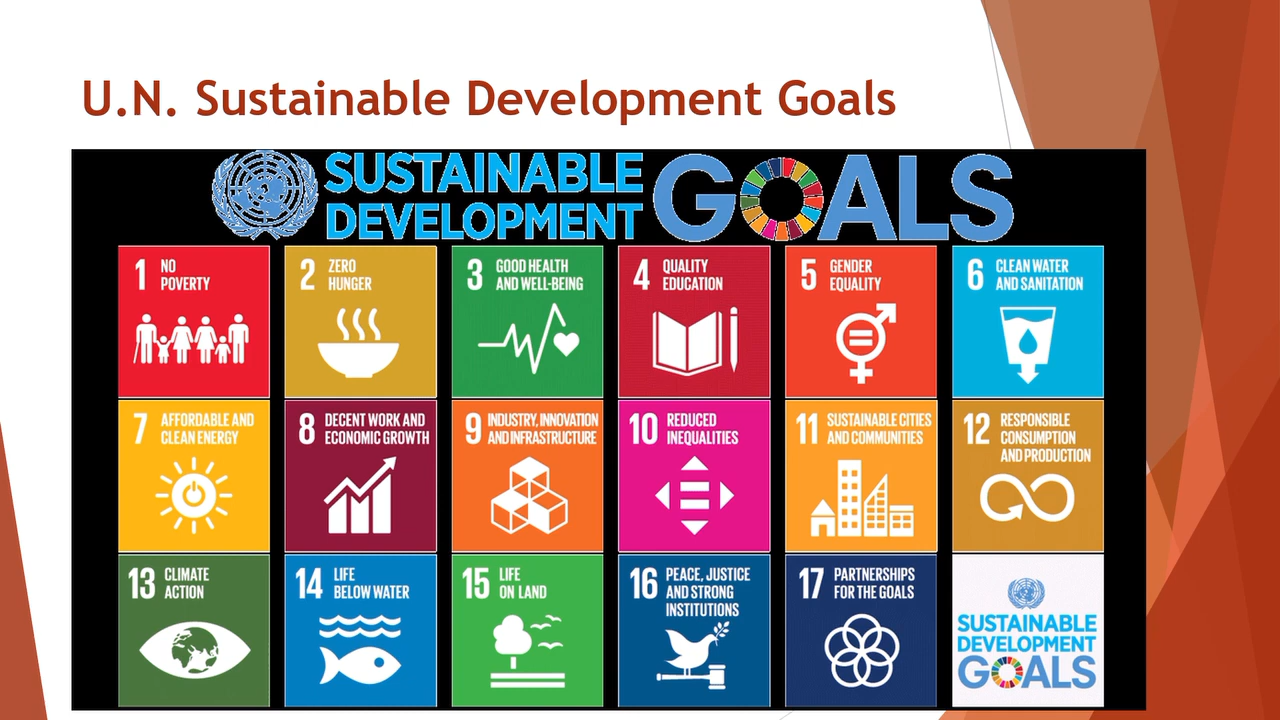 U.N. Sustainable Development Goals
SUSTAINABLE
DEVELOPMENT
GOALS
1 NO
POVERTY
2 ZERO
HUNGER
3 GOOD HEALTH
AND WELL-BEING
4 QUALITY
EDUCATION
5 GENDER
EQUALITY
6 CLEAN WATER
AND SANITATION
7 AFFORDABLE AND
CLEAN ENERGY
8 DECENT WORK AND
ECONOMIC GROWTH
9 INDUSTRY, INNOVATION
AND INFRASTRUCTURE
10 REDUCED
INEQUALITIES
11 SUSTAINABLE CITIES
AND COMMUNITIES
12 RESPONSIBLE
CONSUMPTION
AND PRODUCTION
13 CLIMATE
ACTION
14 LIFE
BELOW WATER
15 LIFE
ON LAND
16 PEACE, JUSTICE
AND STRONG
INSTITUTIONS
17 PARTNERSHIPS
FOR THE GOALS
SUSTAINABLE
DEVELOPMENT
GOALS